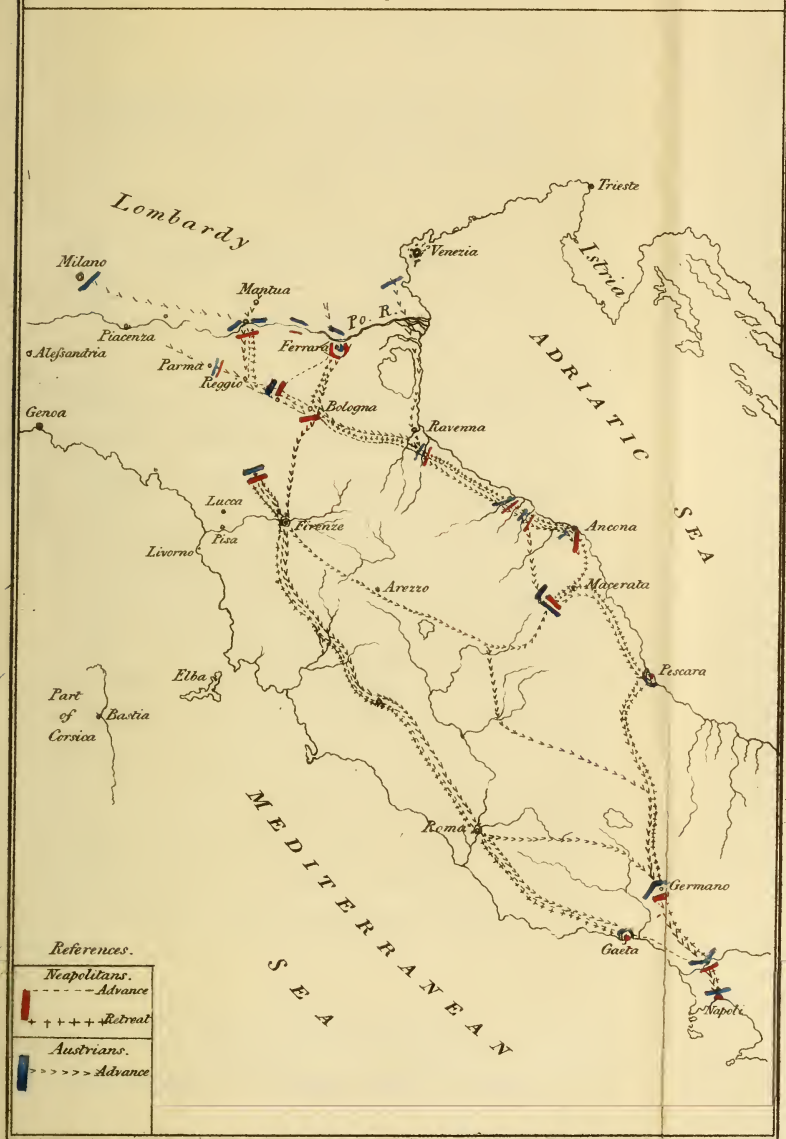 Trieste
Lombardy
Venezia
Istria
Milano
Mantua
Po. R.
Piacenza
Alessandria
Ferrara
Parma
Reggio
ADRIATIC
SEA
Genoa
Bologna
Ravenna
Lucca
Firenze
Pisa
Ancona
Livorno
Arezzo
Macerata
Elba
Pescara
Part
of
Corsica
Bastia
MEDITERRANEAN
SEA
Roma
Germano
Gaeta
Napoli
References.
Neapolitans.
Advance
Retreat
Austrians.
Advance